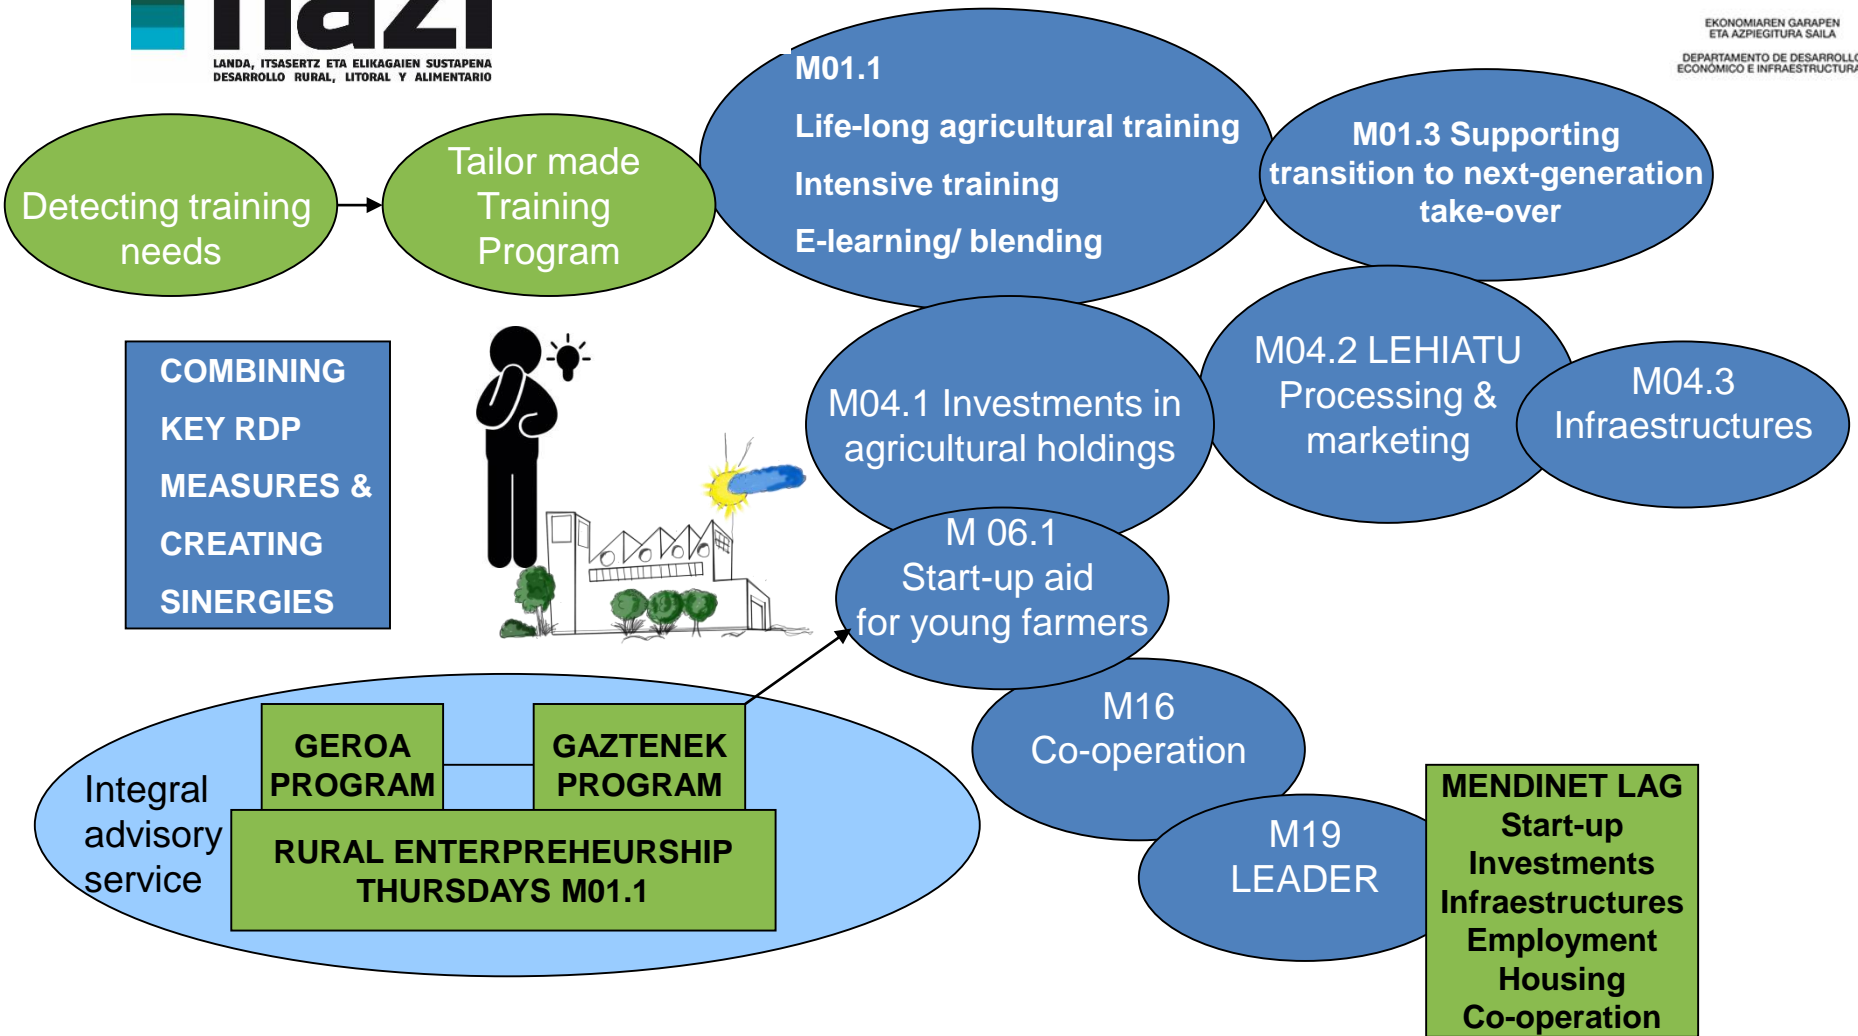 hazi
LANDA, ITSASERTZ ETA ELIKAGAIEN SUSTAPENA
DESARROLLO RURAL, LITORAL Y ALIMENTARIO
EKONOMIAREN GARAPEN
ETA AZPIEGITURA SAILA
DEPARTAMENTO DE DESARROLLO
ECONÓMICO E INFRAESTRUCTURA
Detecting training
needs
Tailor made
Training
Program
M01.1
Life-long agricultural training
Intensive training
E-learning/ blending
M01.3 Supporting
transition to next-generation
take-over
COMBINING
KEY RDP
MEASURES &
CREATING
SINERGIES
M04.1 Investments in
agricultural holdings
M04.2 LEHIATU
Processing &
marketing
M04.3
Infraestructures
M 06.1
Start-up aid
for young farmers
M16
Co-operation
M19
LEADER
Integral
advisory
service
GEROA
PROGRAM
GAZTENEK
PROGRAM
RURAL ENTERPREHEURSHIP
THURSDAYS M01.1
MENDINET LAG
Start-up
Investments
Infraestructures
Employment
Housing
Co-operation